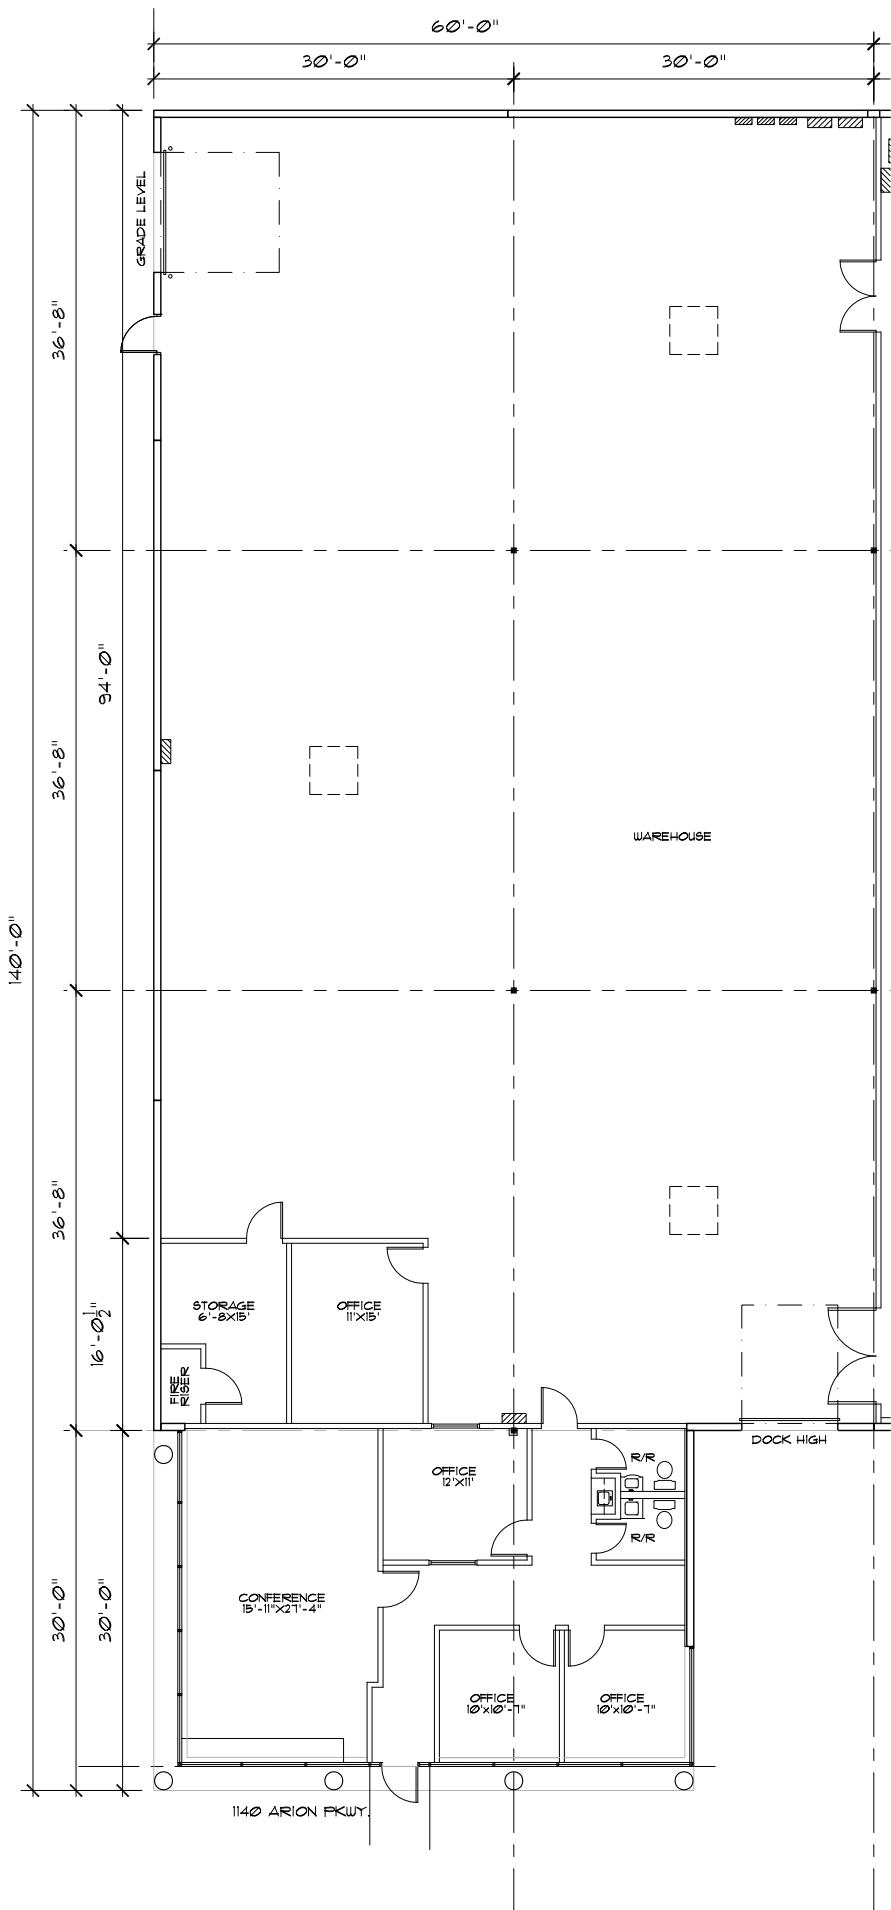 60'-0"
30'-0"
30'-0"
GRADE LEVEL
36'-8"
94'-0"
36'-8"
WAREHOUSE
140'-0"
36'-8"
16'-0 1/2"
STORAGE
6'-8X15'
OFFICE
11'X15'
FIRE
RISER
DOCK HIGH
OFFICE
12'X11'
R/R
R/R
CONFERENCE
15'-11"X27'-4"
30'-0"
30'-0"
OFFICE
10'x10'-7"
OFFICE
10'x10'-7"
1140 ARION PKWY.